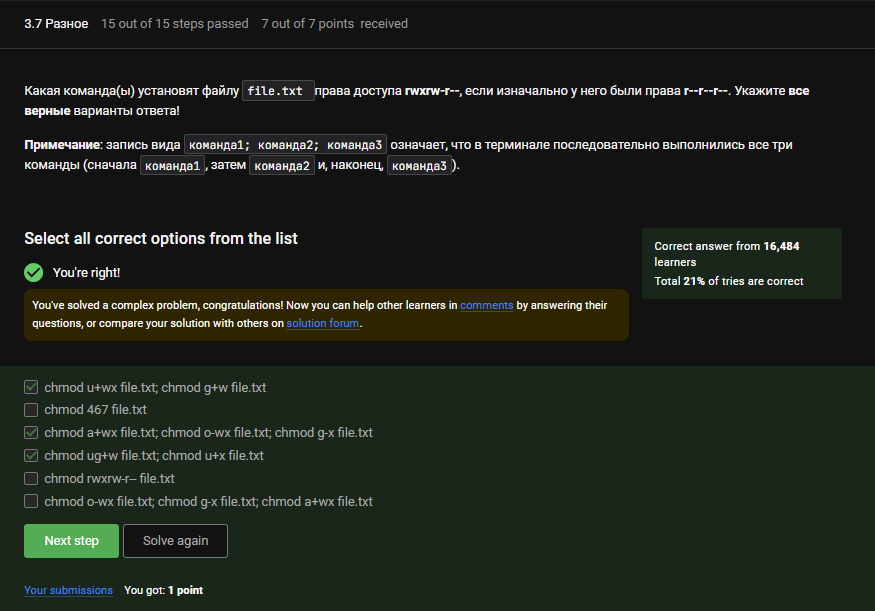 3.7 Разное 15 out of 15 steps passed 7 out of 7 points received
Какая команда(ы) установят файлу file.txt права доступа rwxrw-r--, если изначально у него были права r--r--r--. Укажите все
верные варианты ответа!
Примечание: запись вида команда1; команда2; команда3 означает, что в терминале последовательно выполнились все три
команды (сначала команда1, затем команда2 и, наконец, команда3).
Select all correct options from the list
You're right!
You've solved a complex problem, congratulations! Now you can help other learners in comments by answering their
questions, or compare your solution with others on solution forum.
Correct answer from 16,484
learners
Total 21% of tries are correct
chmod u+wx file.txt; chmod g+w file.txt
chmod 467 file.txt
chmod a+wx file.txt; chmod o-wx file.txt; chmod g-x file.txt
chmod ug+w file.txt; chmod u+x file.txt
chmod rwxrw-r-- file.txt
chmod o-wx file.txt; chmod g-x file.txt; chmod a+wx file.txt
Next step Solve again
Your submissions You got: 1 point